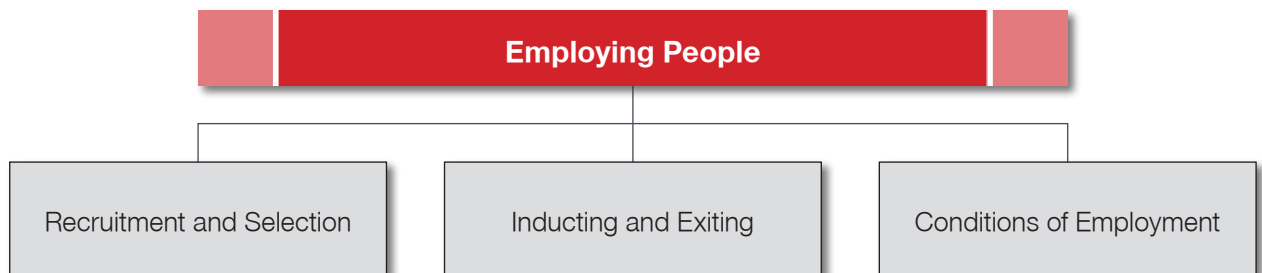 Employing People
Recruitment and Selection
Inducting and Exiting
Conditions of Employment